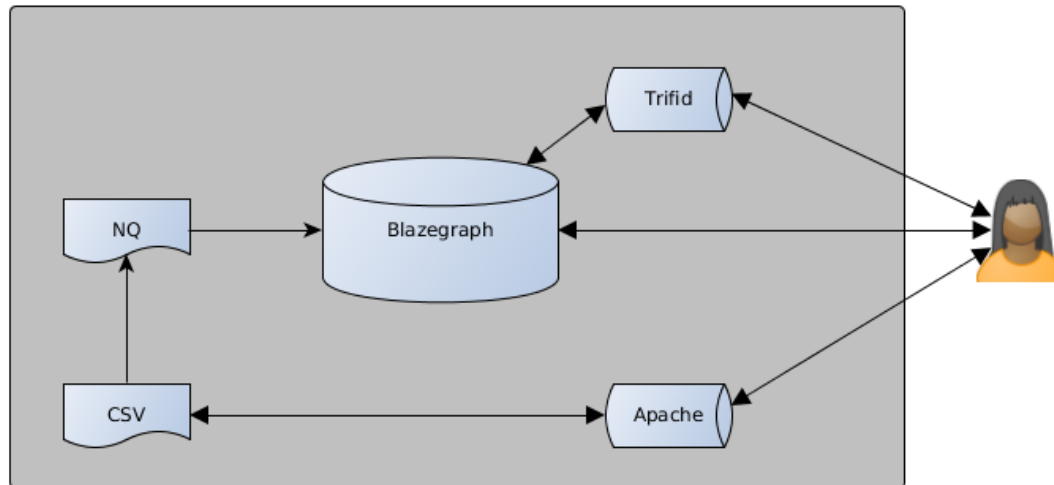 Trifid
NQ
Blazegraph
CSV
Apache